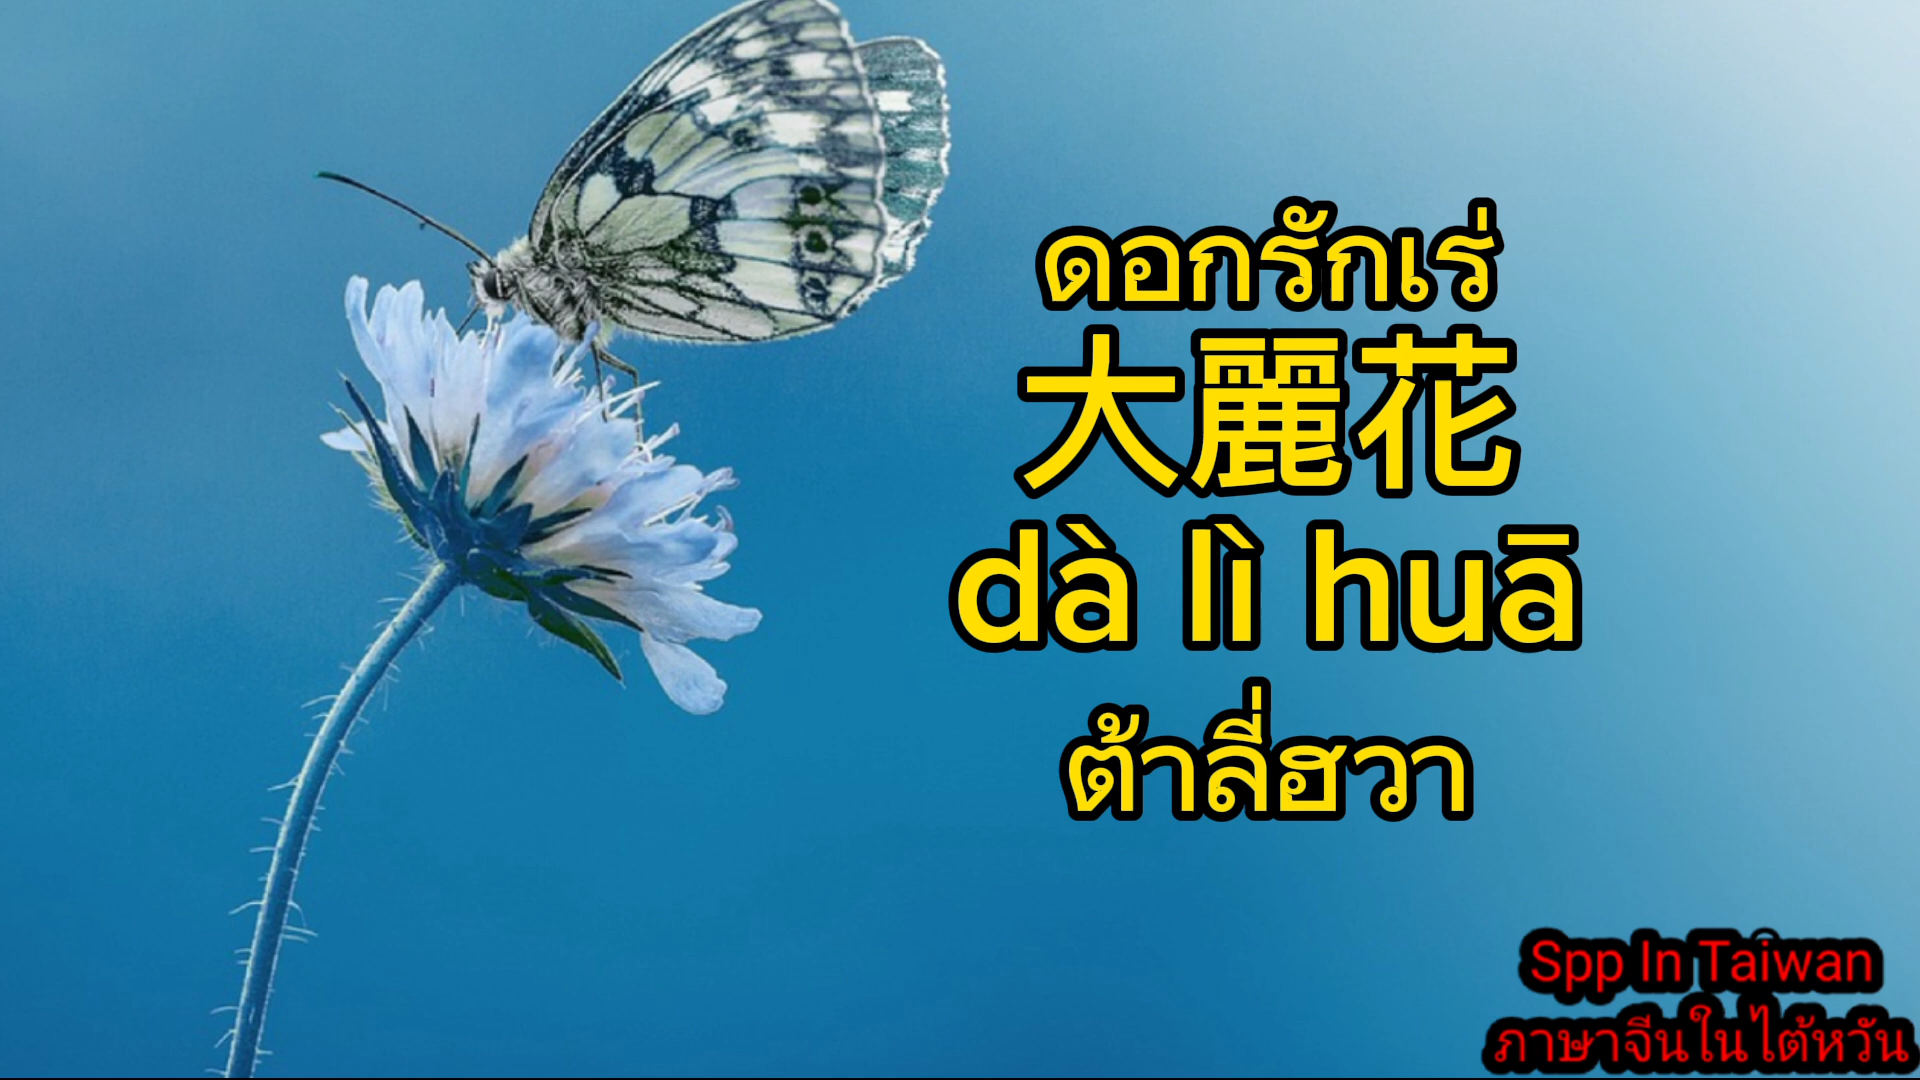 ดอกรักเร่
大麗花
dà lì huā
ต้าลี่ฮวา
Spp In Taiwan
ภาษาจีนในไต้หวัน